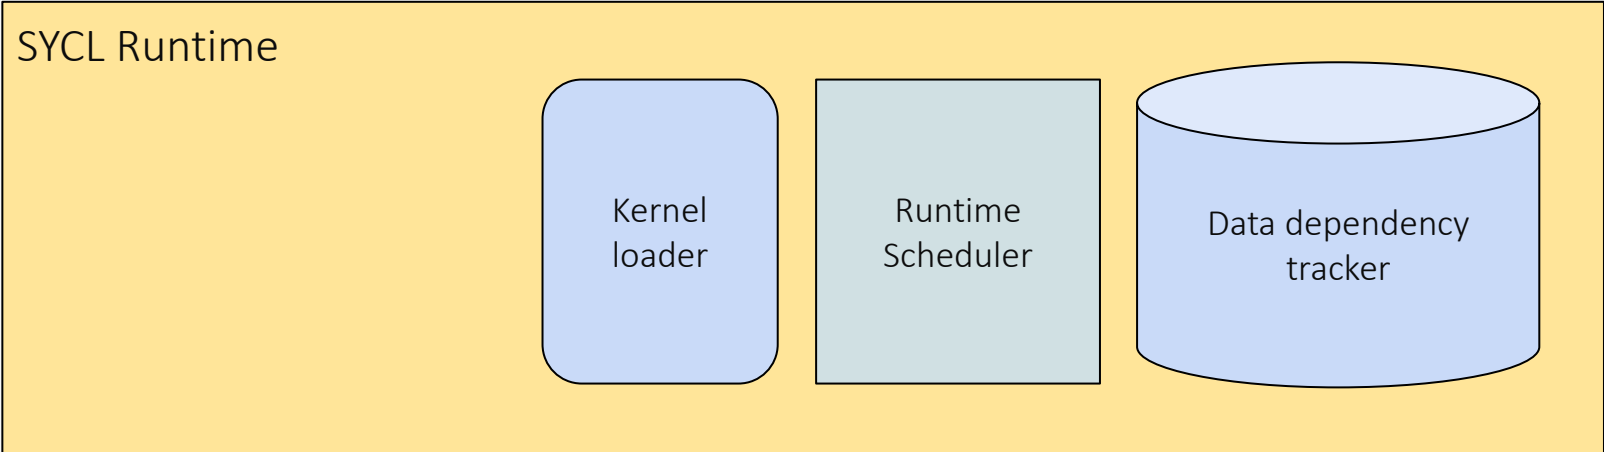 SYCL Runtime
Kernel
loader
Runtime
Scheduler
Data dependency
tracker